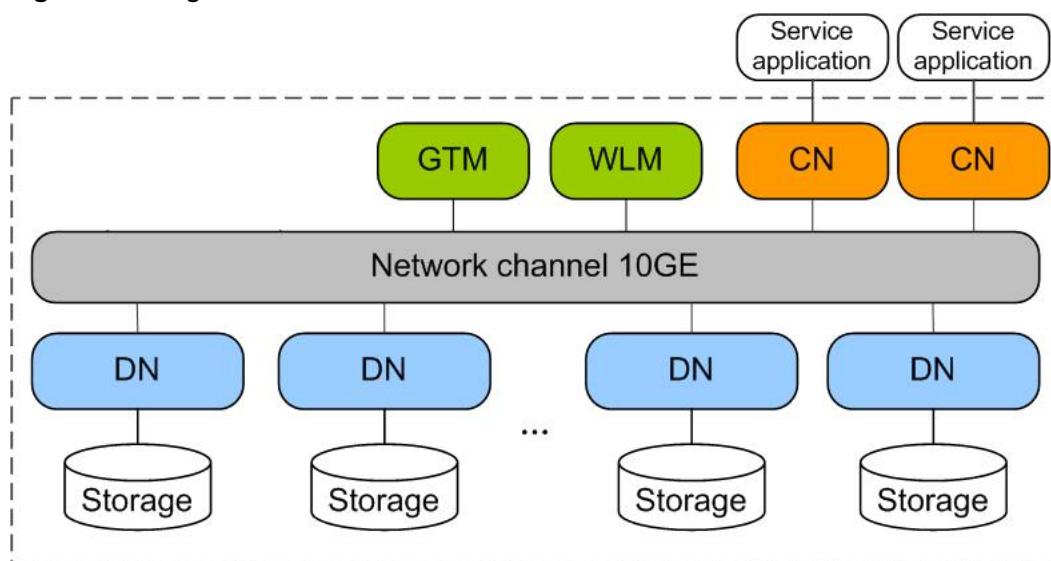 Service
application
Service
application
GTM
WLM
CN
CN
Network channel 10GE
DN
DN
DN
DN
...
Storage
Storage
Storage
Storage